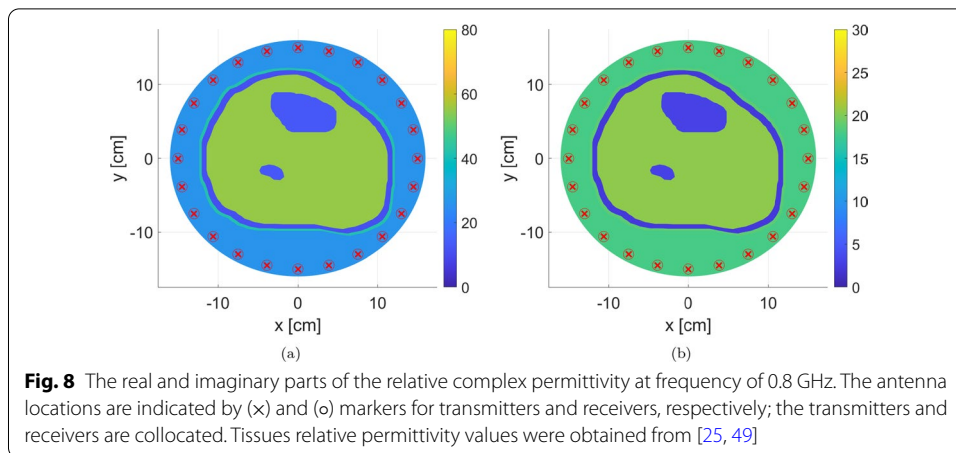 80
60
40
20
0
10
0
-10
y [cm]
-10
0
10
x [cm]
(a)
30
25
20
15
10
5
0
10
0
-10
y [cm]
-10
0
10
x [cm]
(b)
Fig. 8 The real and imaginary parts of the relative complex permittivity at frequency of 0.8 GHz. The antenna
locations are indicated by (×) and (o) markers for transmitters and receivers, respectively; the transmitters and
receivers are collocated. Tissues relative permittivity values were obtained from [25, 49]